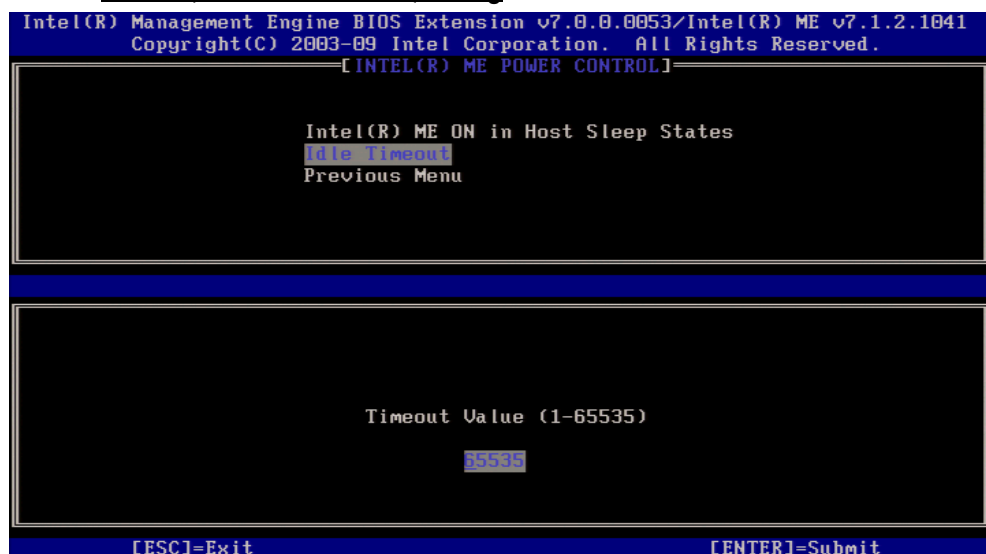 Intel(R) Management Engine BIOS Extension v7.0.0.0053/Intel(R) ME v7.1.2.1041
Copyright(C) 2003-09 Intel Corporation. All Rights Reserved.
[INTEL(R) ME POWER CONTROL]
Intel(R) ME ON in Host Sleep States
Idle Timeout
Previous Menu
Timeout Value (1-65535)
65535
[ESC]=Exit [ENTER]=Submit